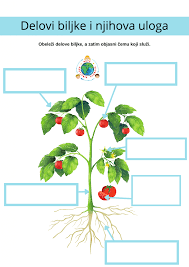 Delovi biljke i njihova uloga
Obeleži delove biljke, a zatim objasni čemu koji služi.